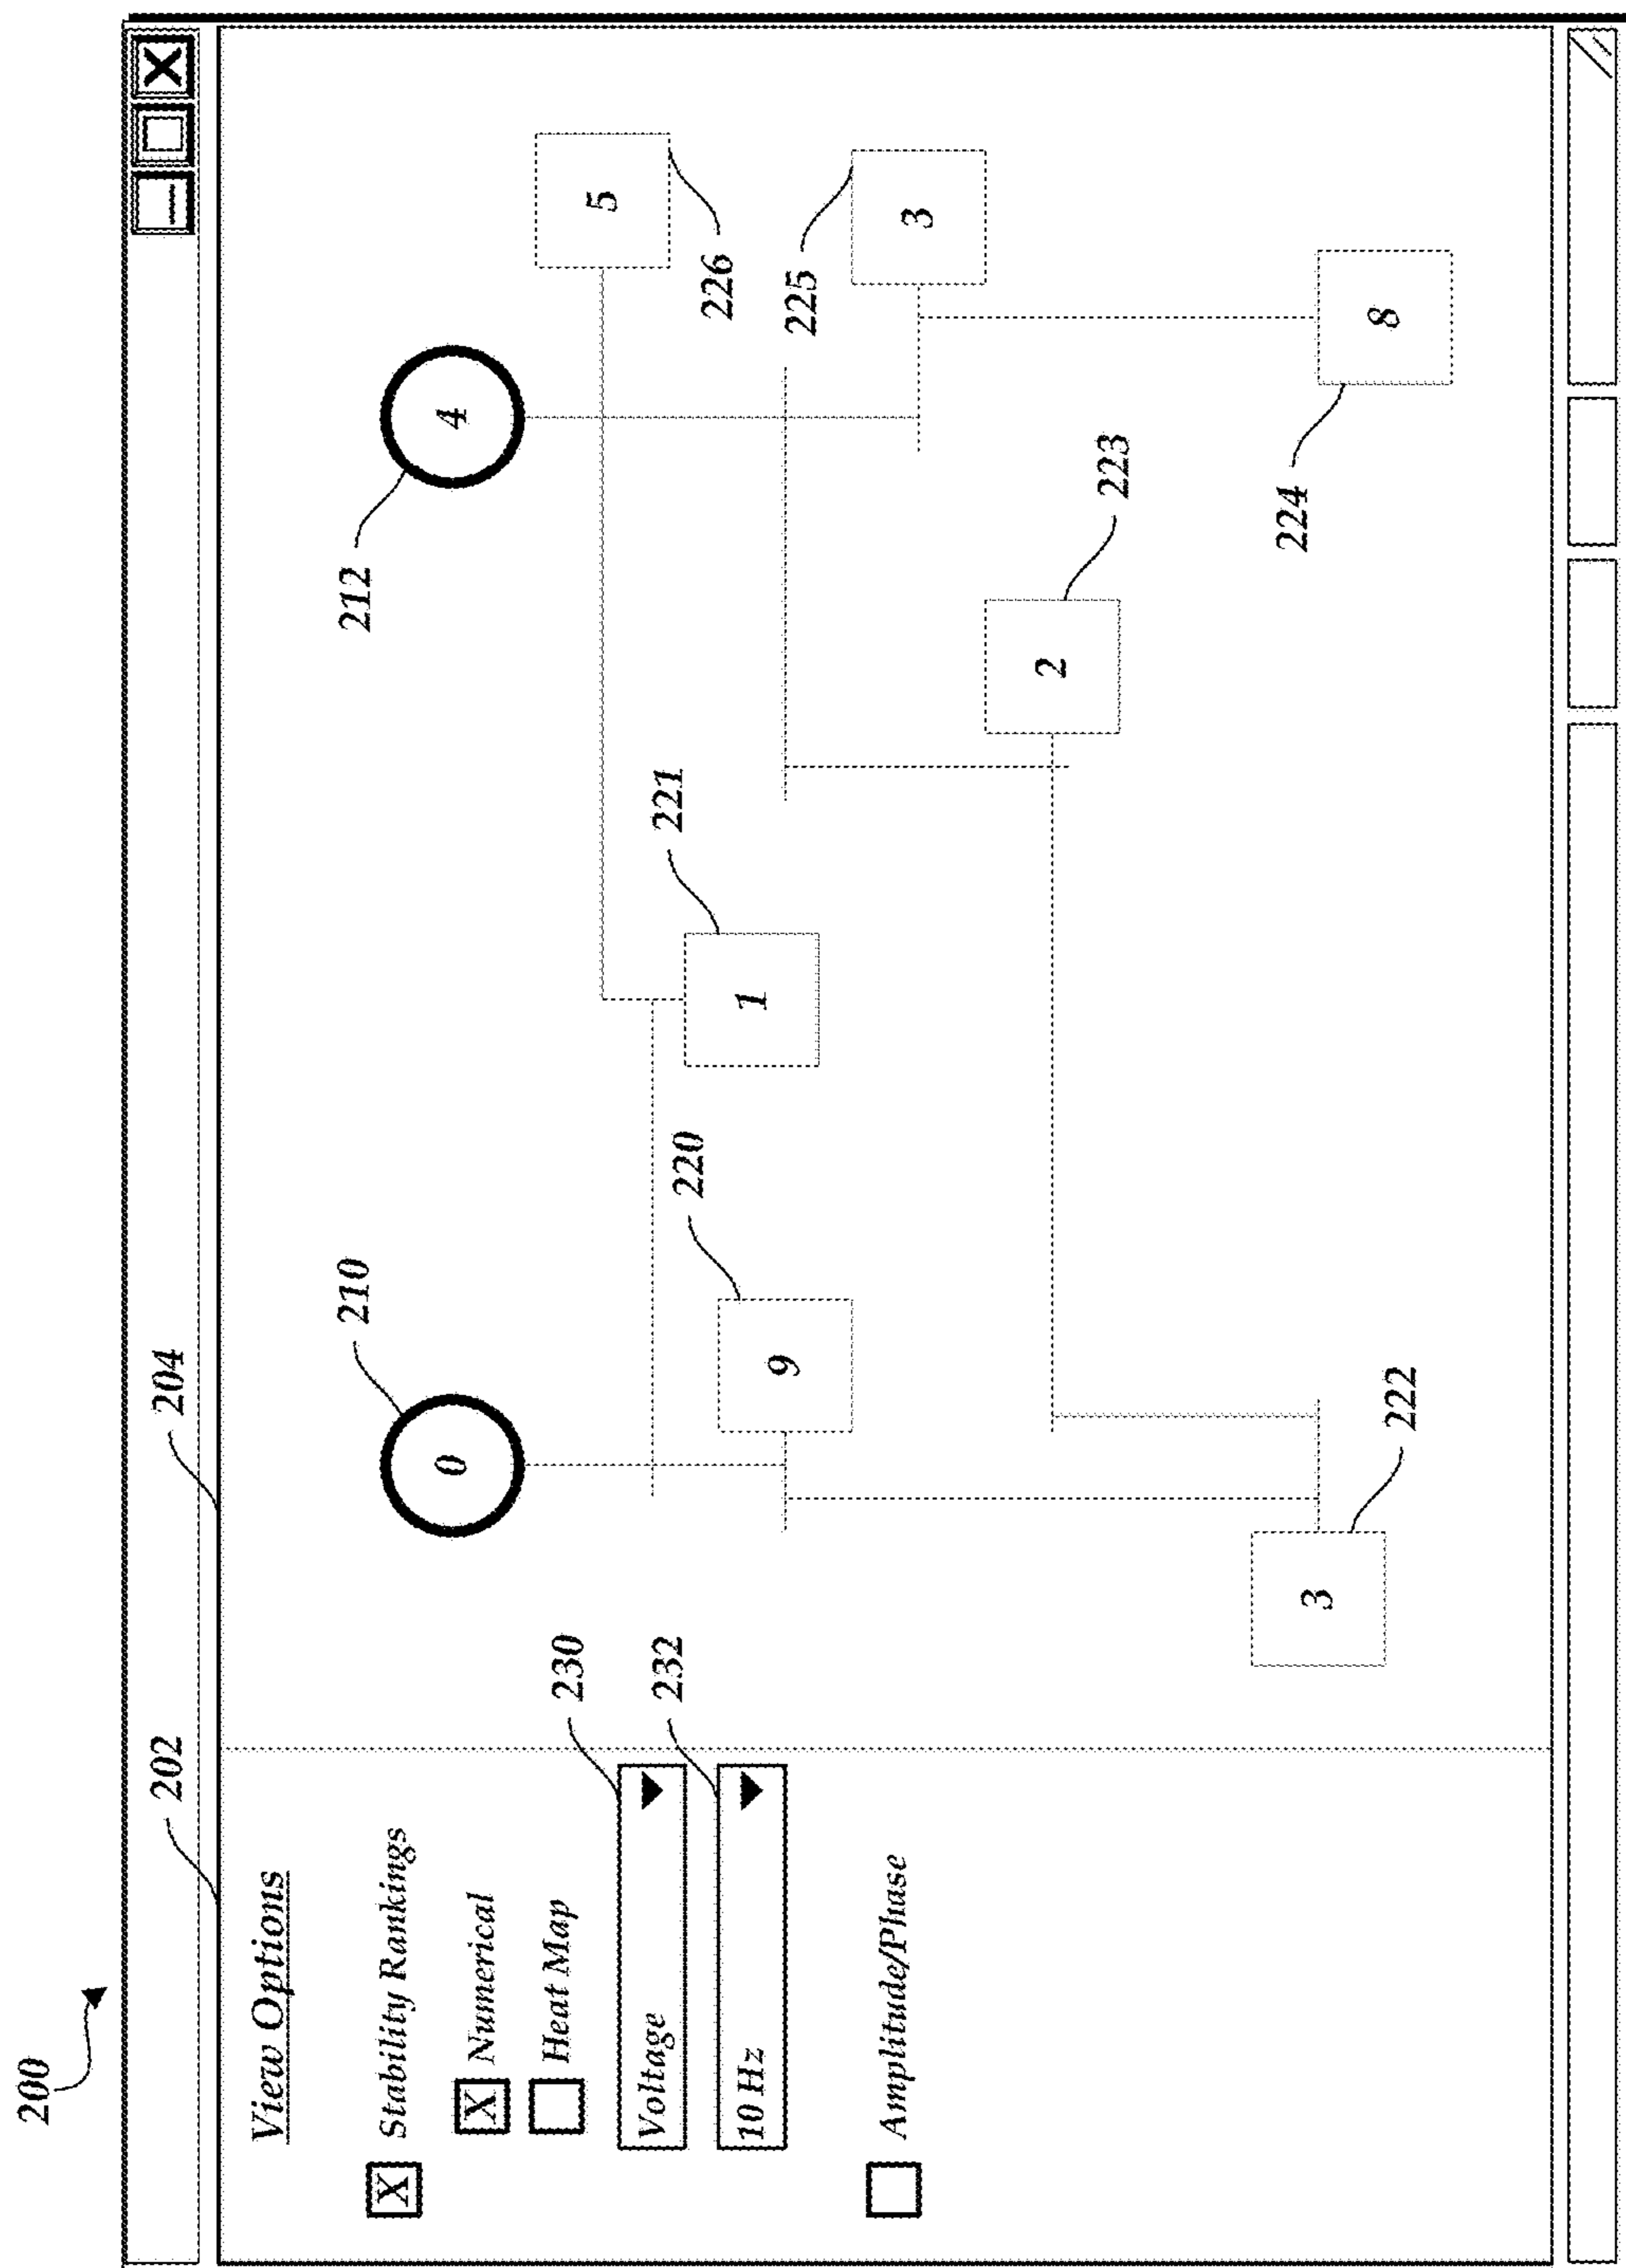 200
X
202
204
View Options
X Stability Rankings
X Numerical
Heat Map
230
Voltage
232
10 Hz
Amplitude/Phase
210
212
0
4
5
221
220
226
1
9
225
3
2
223
224
3
8
222